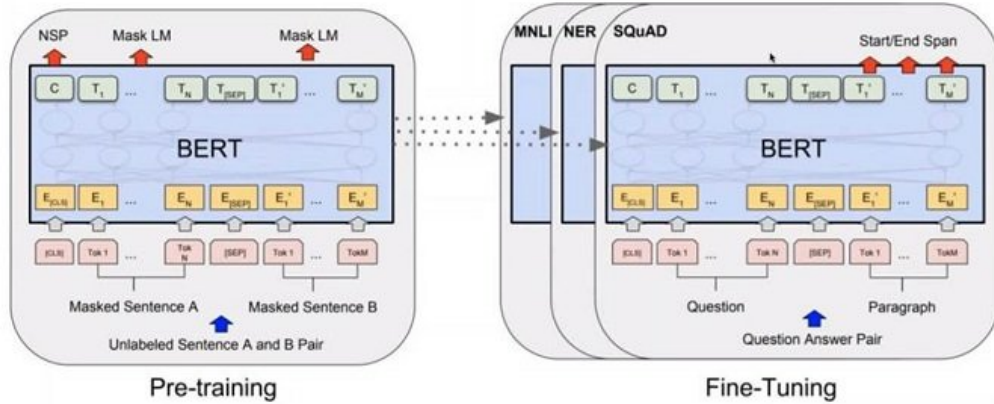 NSP Mask LM Mask LM
C T1 ... TN T[SEP] T1' ... TM'
BERT
E[CLS] E1 ... EN E[SEP] E1' ... EM'
[CLS] Tok 1 ... Tok N [SEP] Tok 1 ... TokM
Masked Sentence A Masked Sentence B
Unlabeled Sentence A and B Pair
Pre-training
MNLI NER SQuAD
Start/End Span
C T1 ... TN T[SEP] T1' ... TM'
BERT
E[CLS] E1 ... EN E[SEP] E1' ... EM'
[CLS] Tok 1 ... Tok N [SEP] Tok 1 ... TokM
Question Paragraph
Question Answer Pair
Fine-Tuning